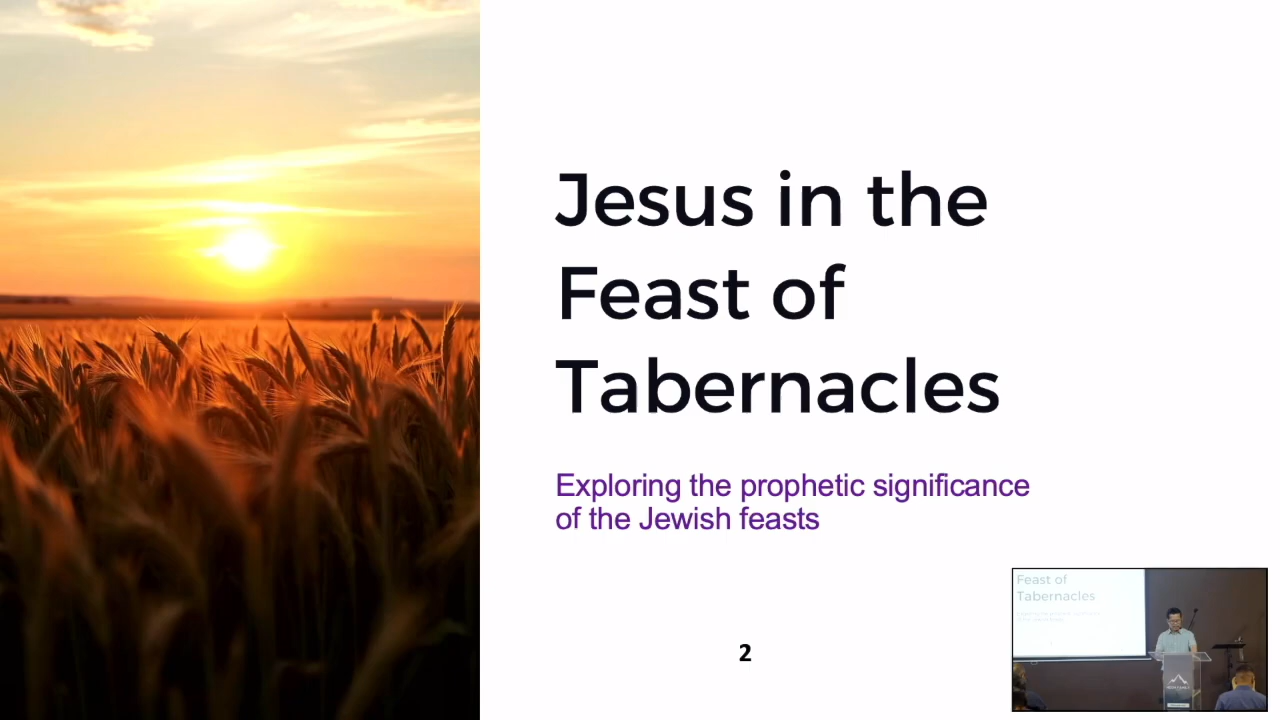 Jesus in the
Feast of
Tabernacles
Exploring the prophetic significance
of the Jewish feasts
2
Feast of
Tabernacles